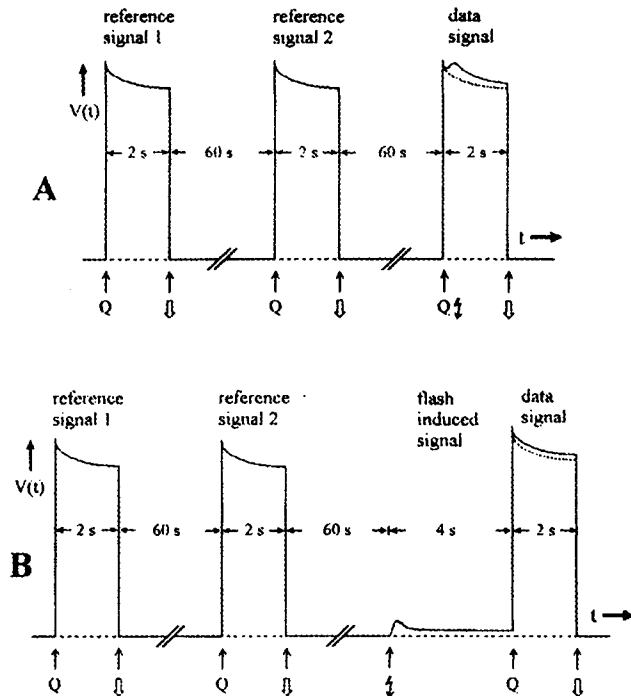 reference
signal 1
reference
signal 2
data
signal
V(t)
2 s
60 s
2 s
60 s
2 s
A
t
Q
Q
Q
reference
signal 1
reference
signal 2
flash
induced
signal
data
signal
V(t)
2 s
60 s
2 s
60 s
4 s
2 s
B
t
Q
Q
Q